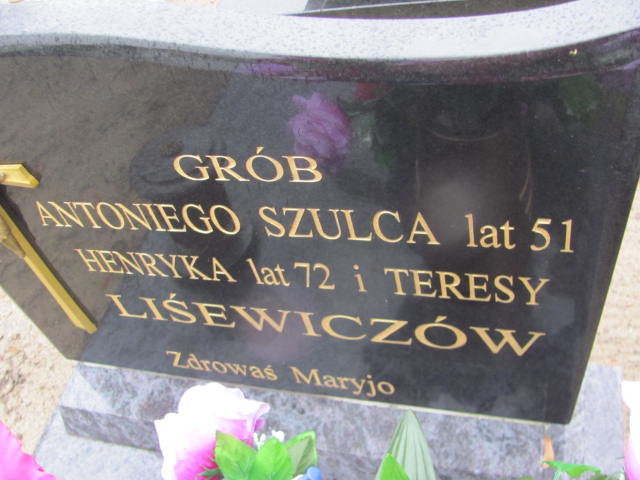 GRÓB
ANTONIEGO SZULCA lat 51
HENRYKA lat 72 i TERESY
LIŚEWICZÓW
Zdrowaś Maryjo